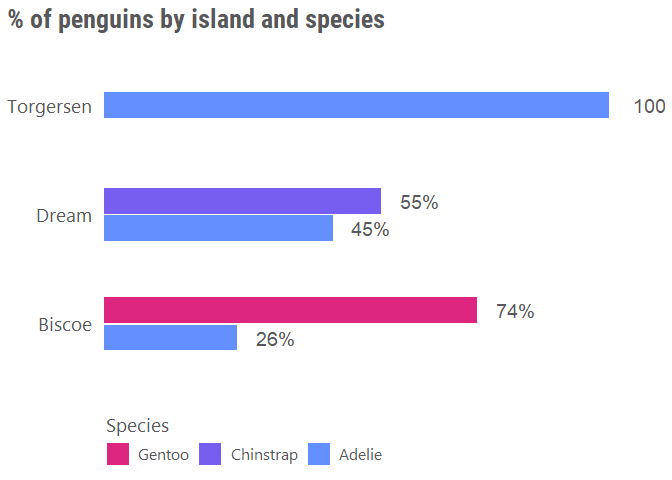 % of penguins by island and species
Torgersen 100
Dream 55%
45%
Biscoe 74%
26%
Species
Gentoo Chinstrap Adelie